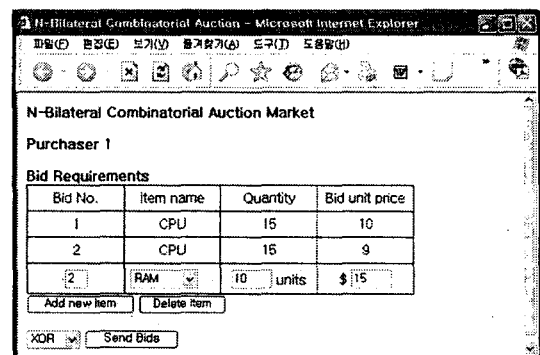 N-Bilateral Combinatorial Auction - Microsoft Internet Explorer
파일(F) 편집(E) 보기(V) 즐겨찾기(A) 도구(T) 도움말(H)
N-Bilateral Combinatorial Auction Market
Purchaser 1
Bid Requirements
Bid No. Item name Quantity Bid unit price
1 CPU 15 10
2 CPU 15 9
2 RAM 10 units $ 15
Add new Item Delete Item
XOR Send Bids